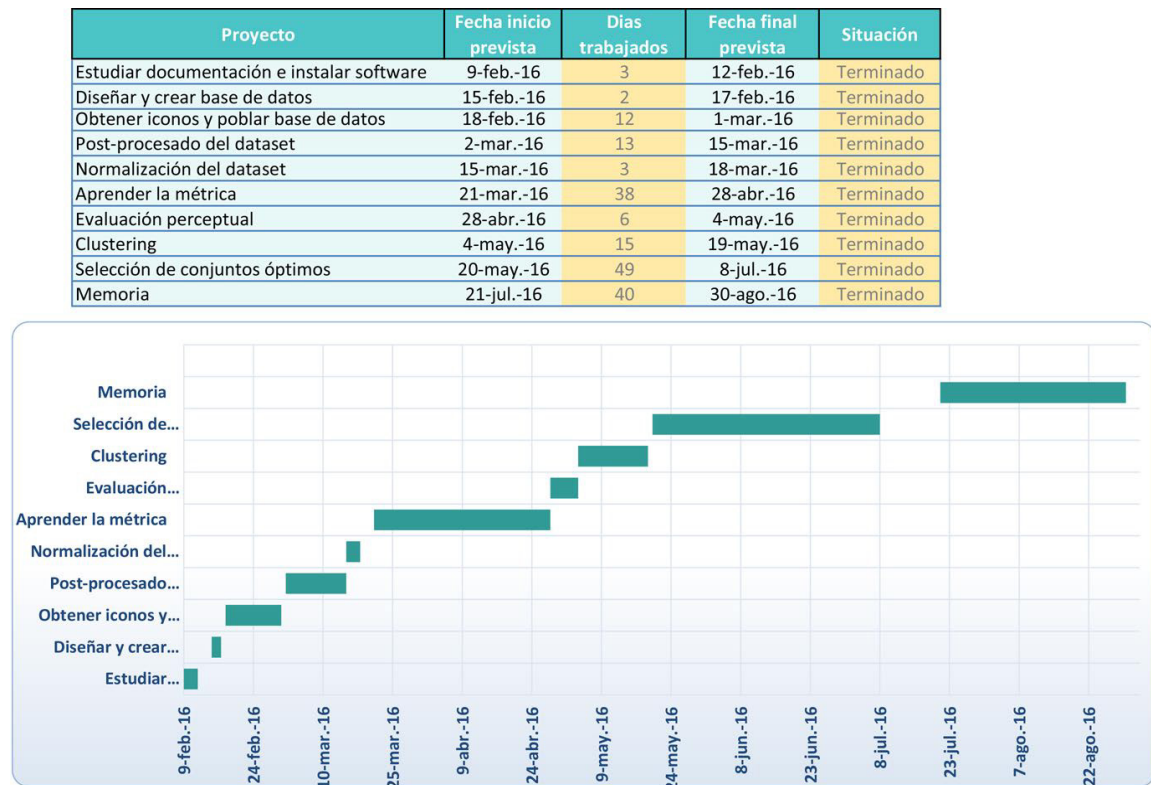 Proyecto Fecha inicio prevista Dias trabajados Fecha final prevista Situación
Estudiar documentación e instalar software 9-feb.-16 3 12-feb.-16 Terminado
Diseñar y crear base de datos 15-feb.-16 2 17-feb.-16 Terminado
Obtener iconos y poblar base de datos 18-feb.-16 12 1-mar.-16 Terminado
Post-procesado del dataset 2-mar.-16 13 15-mar.-16 Terminado
Normalización del dataset 15-mar.-16 3 18-mar.-16 Terminado
Aprender la métrica 21-mar.-16 38 28-abr.-16 Terminado
Evaluación perceptual 28-abr.-16 6 4-may.-16 Terminado
Clustering 4-may.-16 15 19-may.-16 Terminado
Selección de conjuntos óptimos 20-may.-16 49 8-jul.-16 Terminado
Memoria 21-jul.-16 40 30-ago.-16 Terminado
Memoria
Selección de...
Clustering
Evaluación...
Aprender la métrica
Normalización del...
Post-procesado...
Obtener iconos y...
Diseñar y crear...
Estudiar...
9-feb.-16
24-feb.-16
10-mar.-16
25-mar.-16
9-abr.-16
24-abr.-16
9-may.-16
24-may.-16
8-jun.-16
23-jun.-16
8-jul.-16
23-jul.-16
7-ago.-16
22-ago.-16